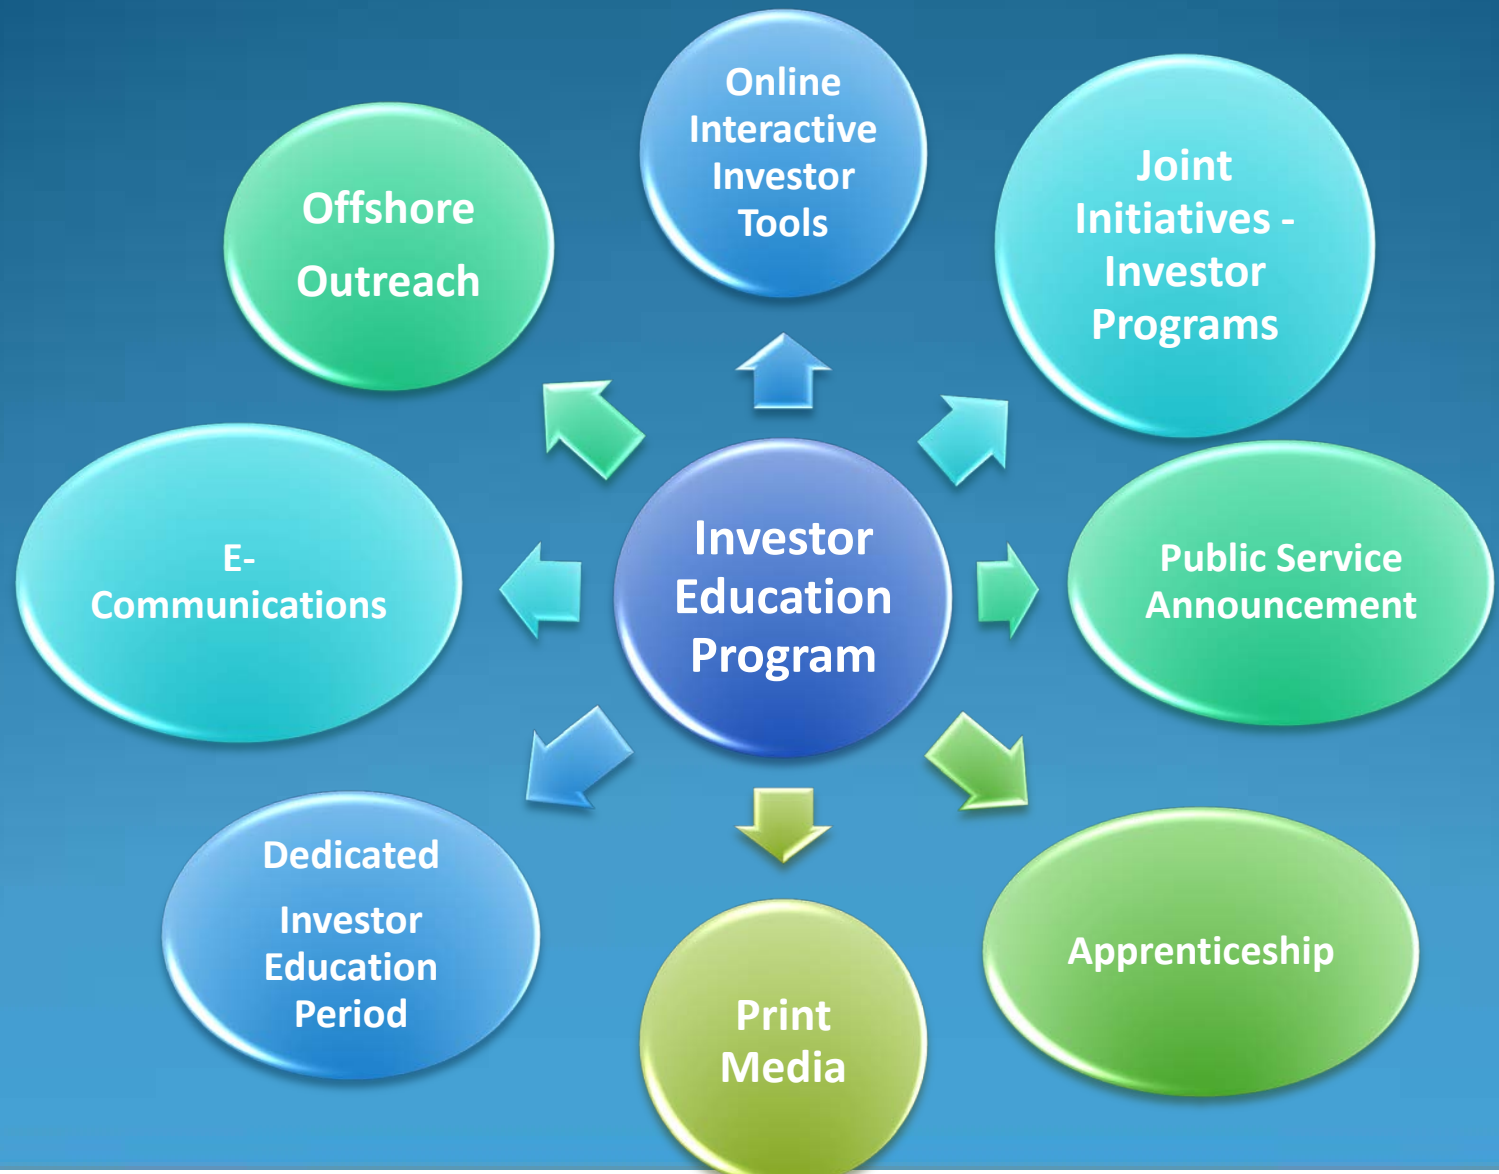 Online
Interactive
Investor
Tools
Joint
Initiatives -
Investor
Programs
Offshore
Outreach
E-
Communications
Investor
Education
Program
Public Service
Announcement
Dedicated
Investor
Education
Period
Print
Media
Apprenticeship